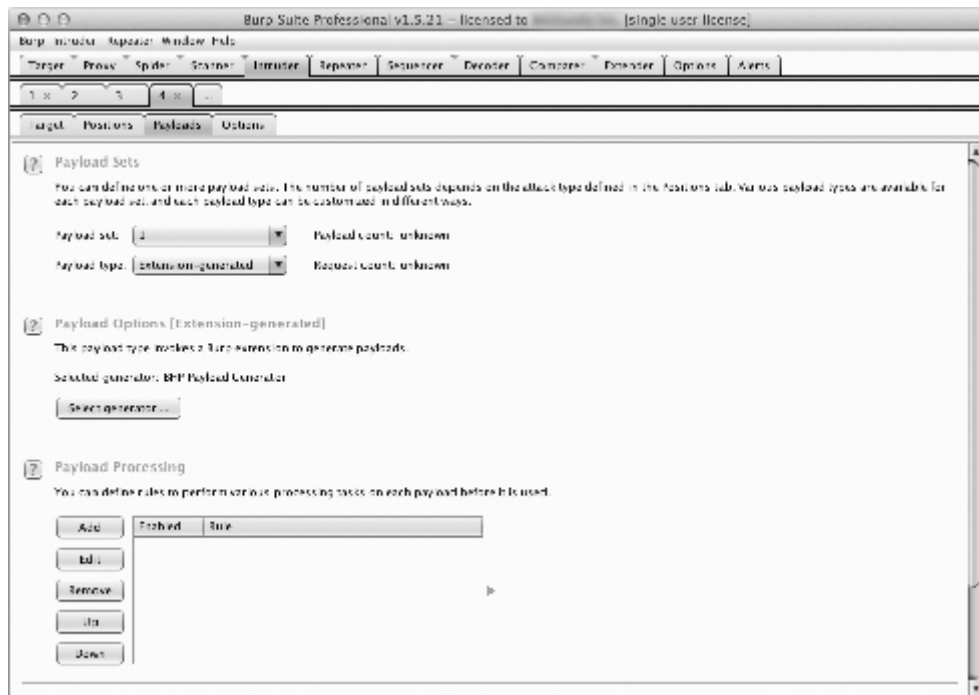 Burp Suite Professional v1.5.21 – licensed to [single user license]
Burp Intruder Repeater Window Help
Target Proxy Spider Scanner Intruder Repeater Sequencer Decoder Comparer Extender Options Alerts
1 × 2 3 4 × ...
Target Positions Payloads Options
? Payload Sets
You can define one or more payload sets. The number of payload sets depends on the attack type defined in the Positions tab. Various payload types are available for
each payload set, and each payload type can be customized in different ways.
Payload set: 1 Payload count: unknown
Payload type: Extension-generated Request count: unknown
? Payload Options [Extension-generated]
This payload type invokes a Burp extension to generate payloads.
Selected generator: BHP Payload Generator
Select generator ...
? Payload Processing
You can define rules to perform various processing tasks on each payload before it is used.
Add Enabled Rule
Edit
Remove
Up
Down